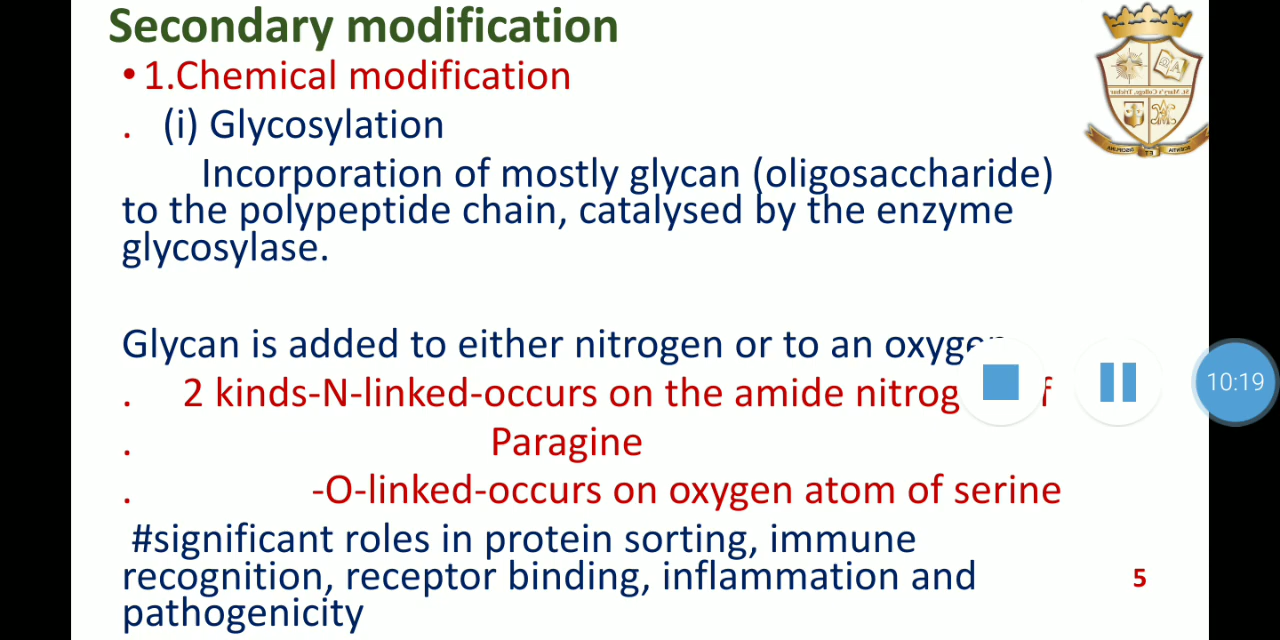 Secondary modification
• 1.Chemical modification
. (i) Glycosylation
Incorporation of mostly glycan (oligosaccharide)
to the polypeptide chain, catalysed by the enzyme
glycosylase.
Glycan is added to either nitrogen or to an oxygen
. 2 kinds-N-linked-occurs on the amide nitrog f
10:19
. Paragine
. -O-linked-occurs on oxygen atom of serine
#significant roles in protein sorting, immune
recognition, receptor binding, inflammation and
5
pathogenicity